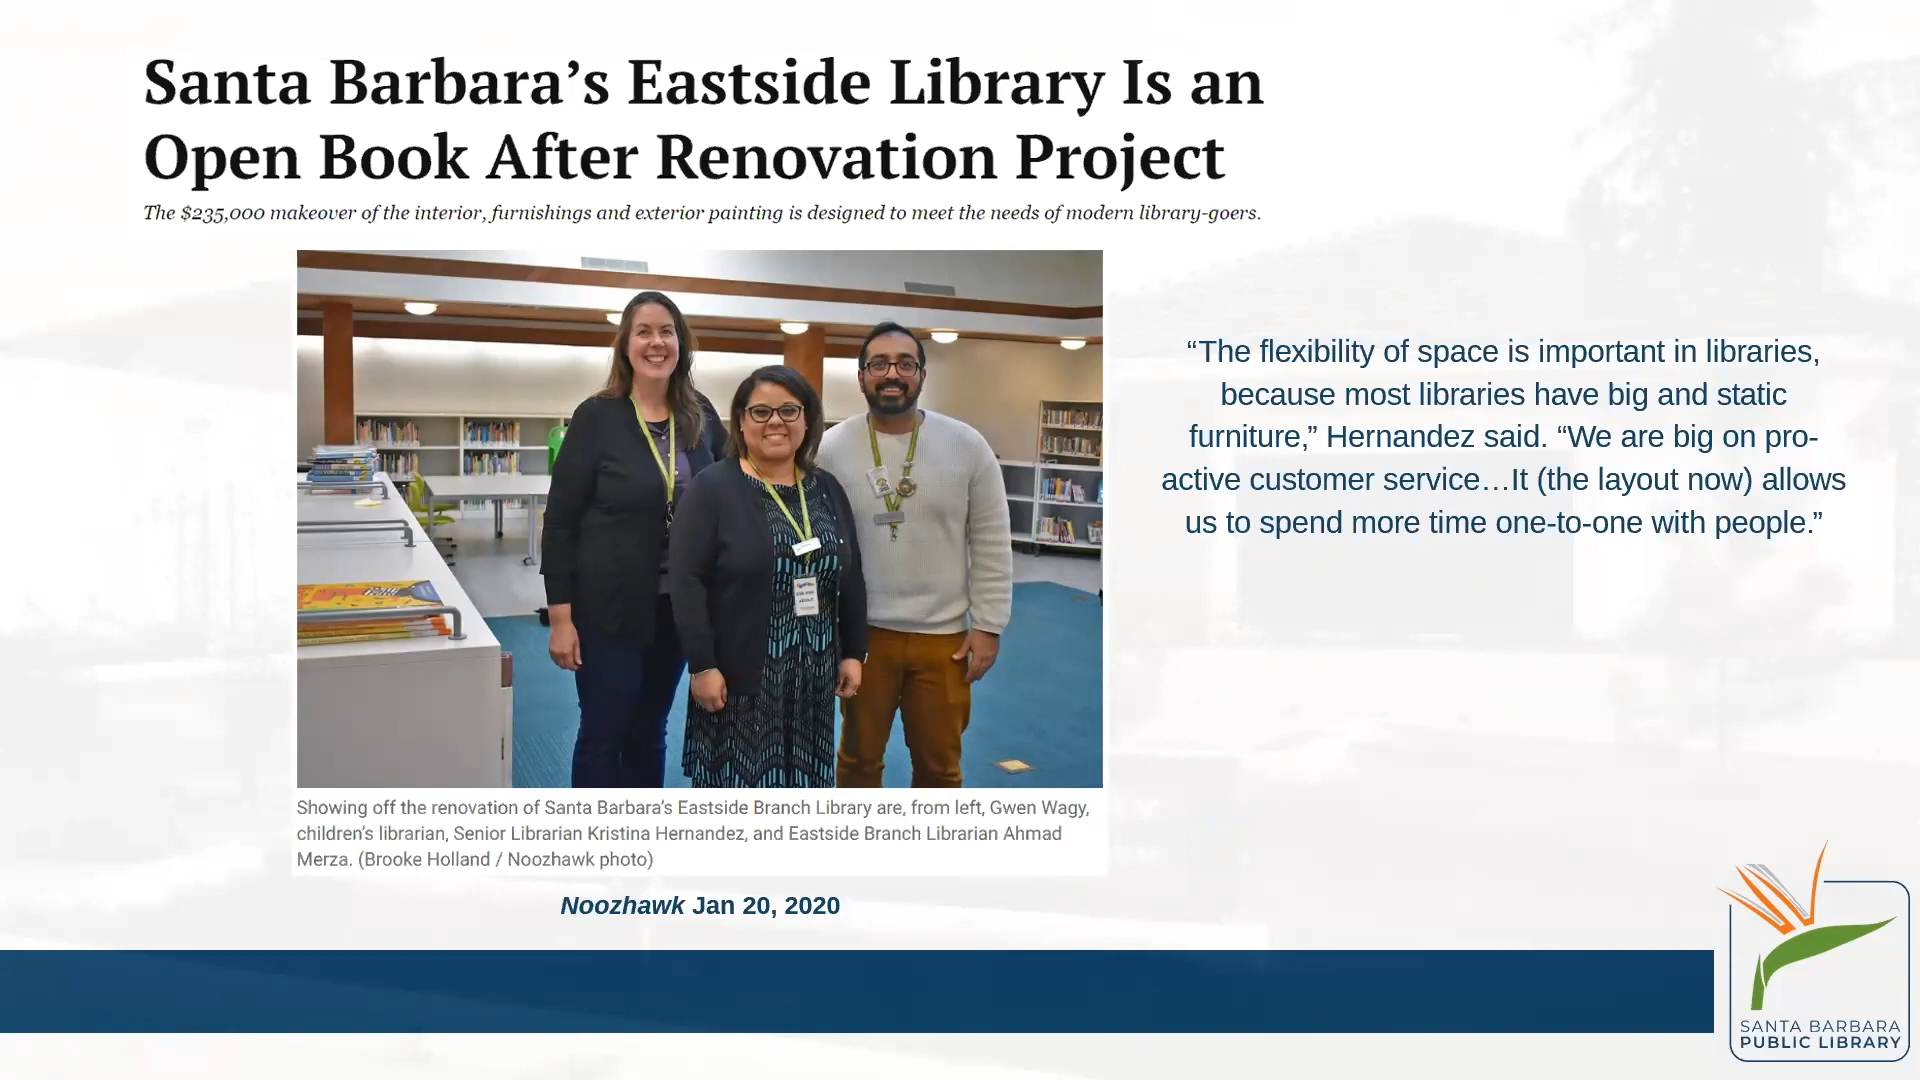 Santa Barbara’s Eastside Library Is an
Open Book After Renovation Project
The $235,000 makeover of the interior, furnishings and exterior painting is designed to meet the needs of modern library-goers.
“The flexibility of space is important in libraries,
because most libraries have big and static
furniture,” Hernandez said. “We are big on pro-
active customer service…It (the layout now) allows
us to spend more time one-to-one with people.”
Showing off the renovation of Santa Barbara’s Eastside Branch Library are, from left, Gwen Wagy,
children’s librarian, Senior Librarian Kristina Hernandez, and Eastside Branch Librarian Ahmad
Merza. (Brooke Holland / Noozhawk photo)
Noozhawk Jan 20, 2020
SANTA BARBARA
PUBLIC LIBRARY